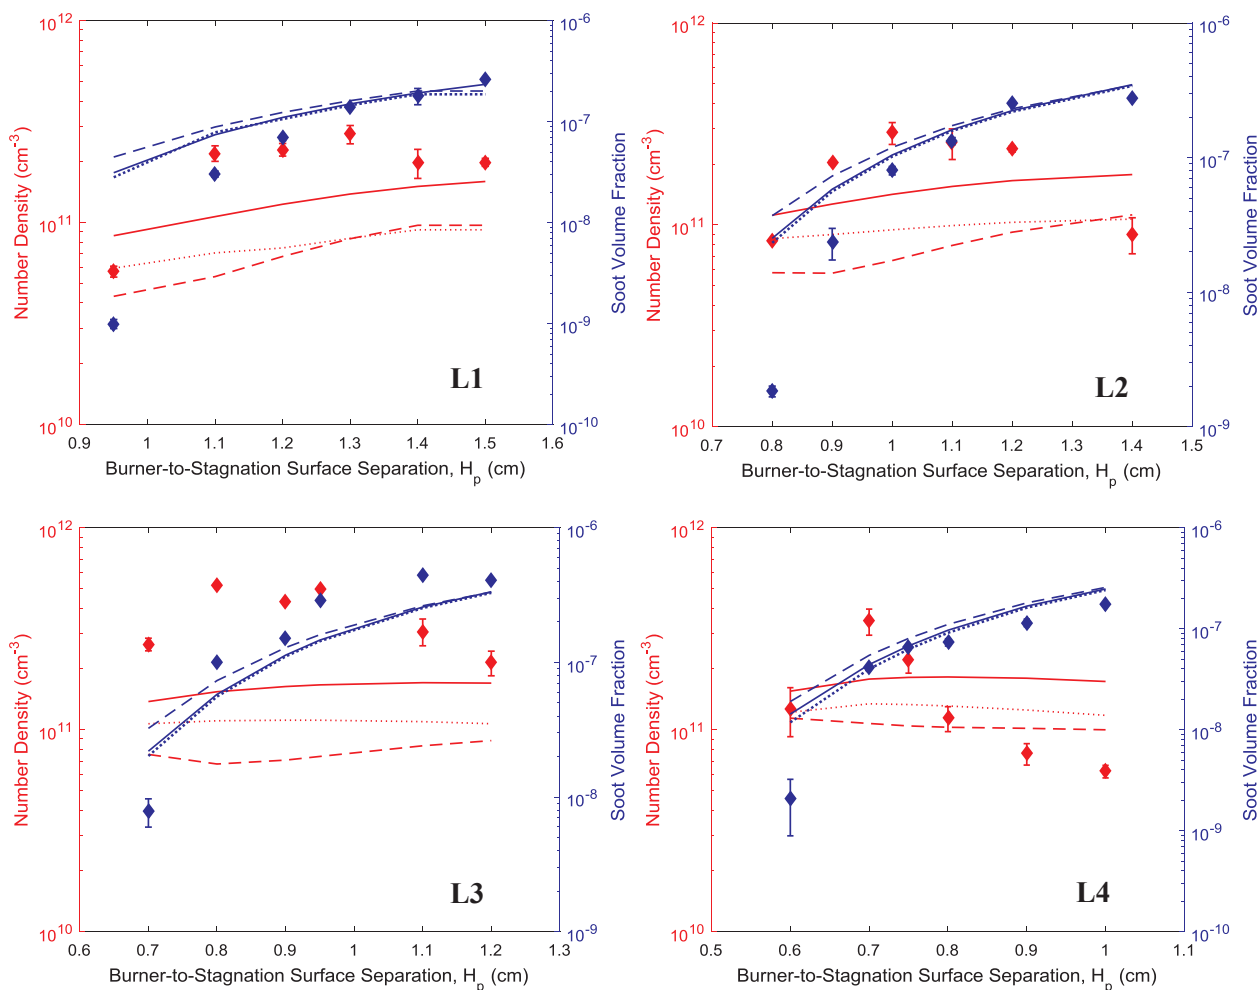 10^12
10^11
10^10
Number Density (cm^-3)
10^-6
10^-7
10^-8
10^-9
10^-10
Soot Volume Fraction
L1
0.9 1 1.1 1.2 1.3 1.4 1.5 1.6
Burner-to-Stagnation Surface Separation, H_p (cm)
10^12
10^11
10^10
Number Density (cm^-3)
10^-6
10^-7
10^-8
10^-9
Soot Volume Fraction
L2
0.7 0.8 0.9 1 1.1 1.2 1.3 1.4 1.5
Burner-to-Stagnation Surface Separation, H_p (cm)
10^12
10^11
10^10
Number Density (cm^-3)
10^-6
10^-7
10^-8
10^-9
Soot Volume Fraction
L3
0.6 0.7 0.8 0.9 1 1.1 1.2 1.3
Burner-to-Stagnation Surface Separation, H_p (cm)
10^12
10^11
10^10
Number Density (cm^-3)
10^-6
10^-7
10^-8
10^-9
10^-10
Soot Volume Fraction
L4
0.5 0.6 0.7 0.8 0.9 1 1.1
Burner-to-Stagnation Surface Separation, H_p (cm)